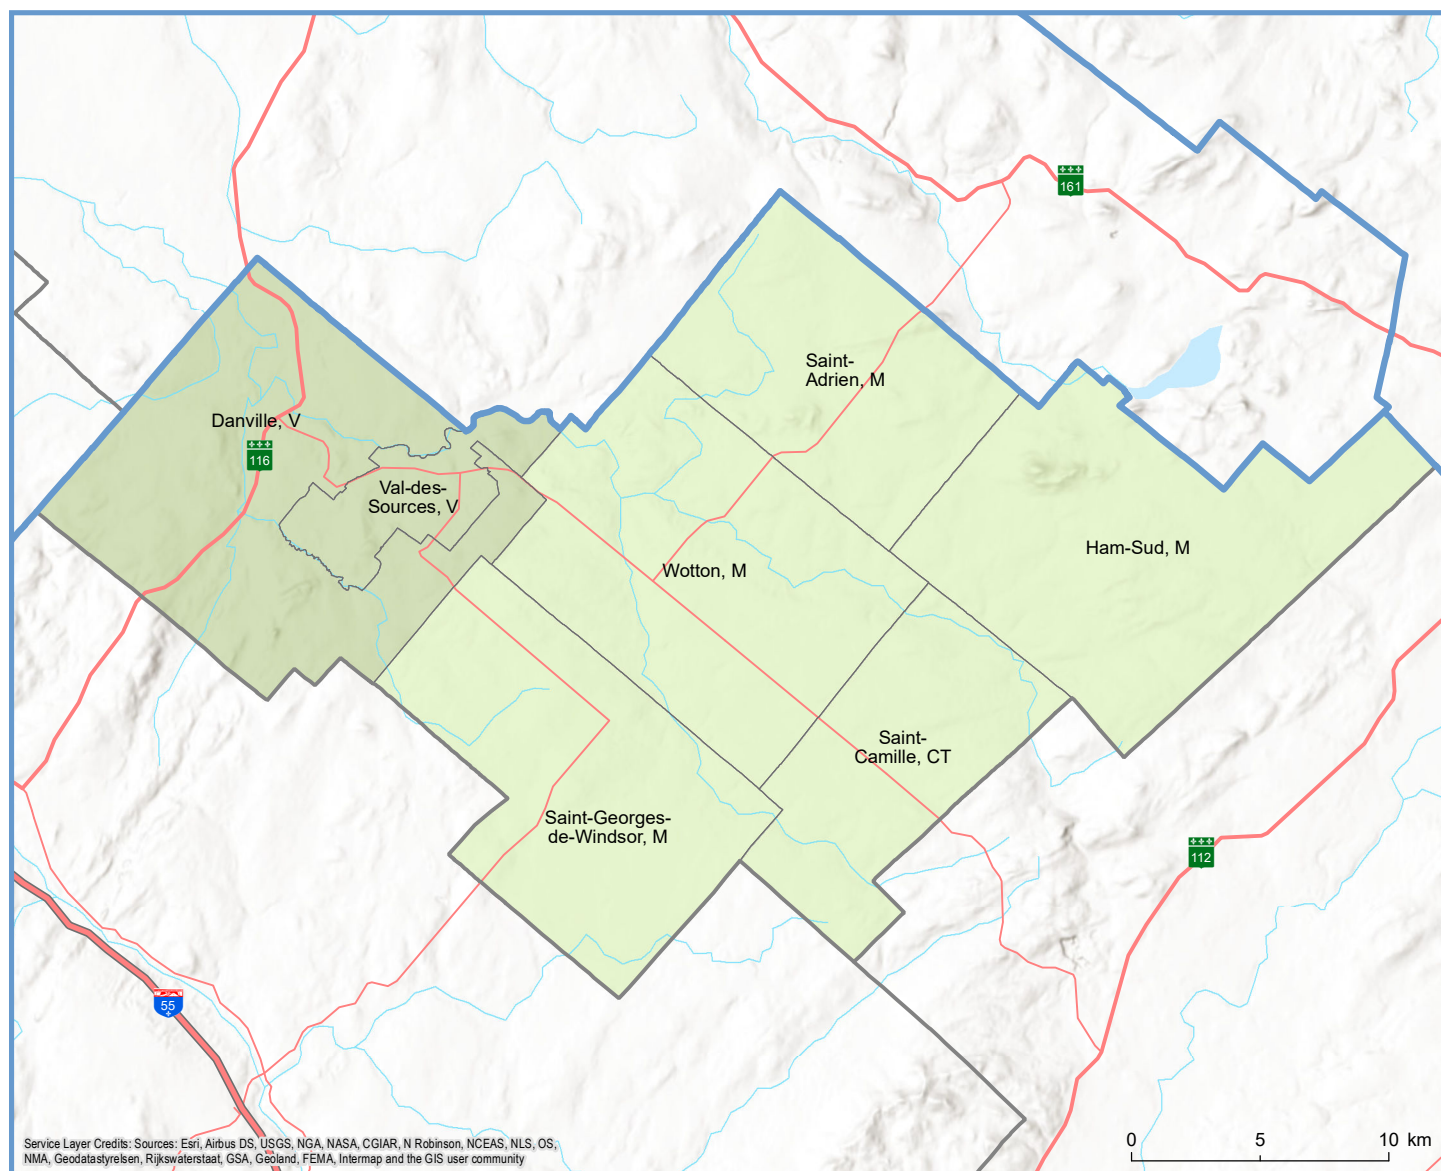 161
Saint-
Adrien, M
Danville, V
116
Val-des-
Sources, V
Ham-Sud, M
Wotton, M
Saint-
Camille, CT
Saint-Georges-
de-Windsor, M
112
55
Service Layer Credits: Sources: Esri, Airbus DS, USGS, NGA, NASA, CGIAR, N Robinson, NCEAS, NLS, OS,
NMA, Geodatastyrelsen, Rijkswaterstaat, GSA, Geoland, FEMA, Intermap and the GIS user community
0 5 10 km